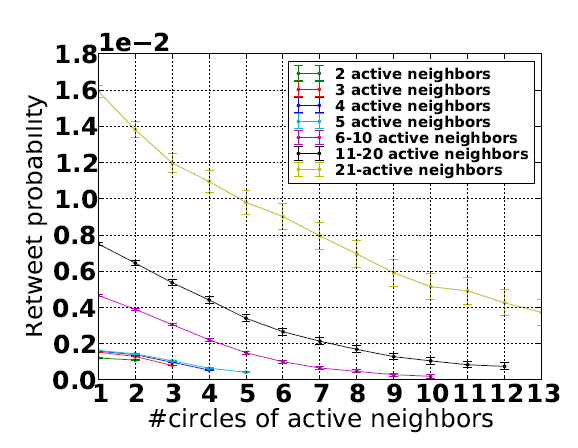 1e−2
1.8
1.6
1.4
1.2
1.0
0.8
0.6
0.4
0.2
0.0
Retweet probability
2 active neighbors
3 active neighbors
4 active neighbors
5 active neighbors
6-10 active neighbors
11-20 active neighbors
21-active neighbors
1 2 3 4 5 6 7 8 9 10 11 12 13
#circles of active neighbors